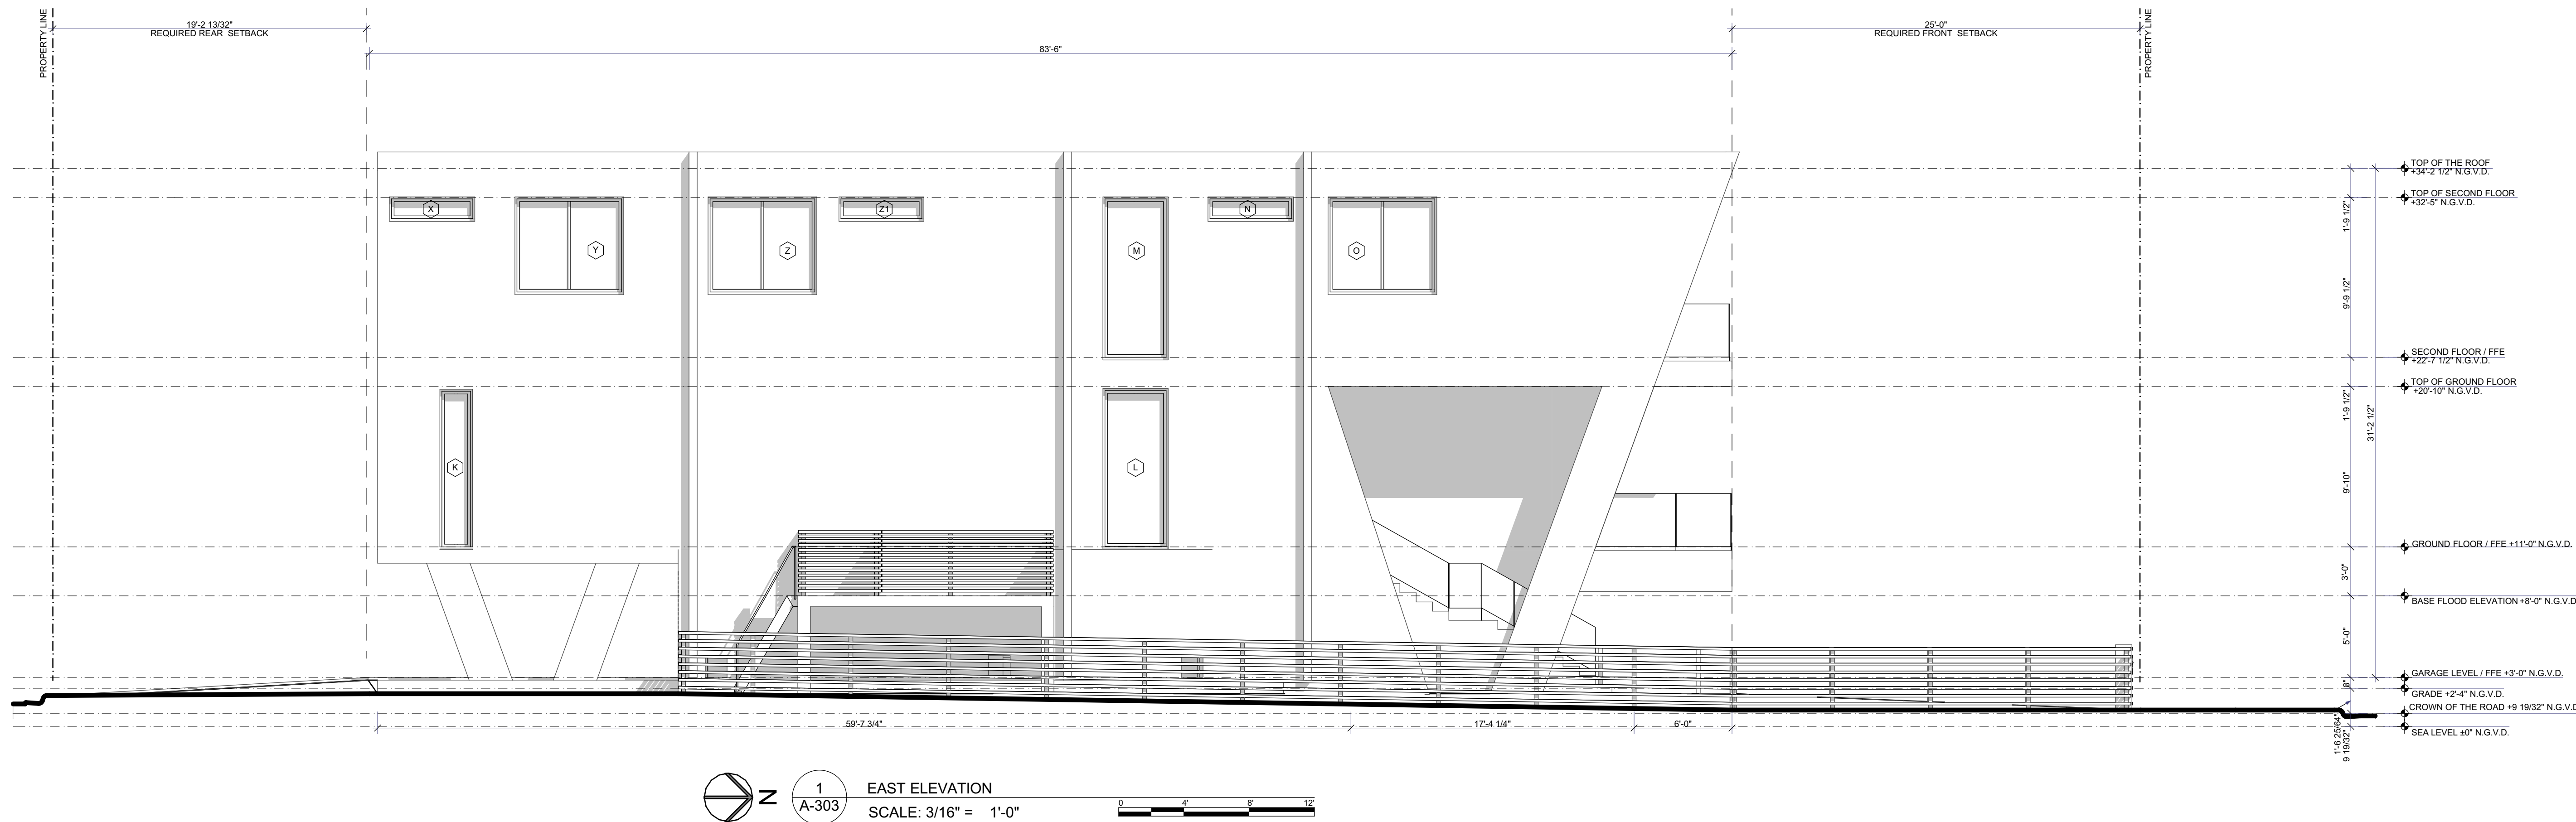 PROPERTY LINE
19'-2 13/32"
REQUIRED REAR SETBACK
83'-6"
25'-0"
REQUIRED FRONT SETBACK
PROPERTY LINE
TOP OF THE ROOF
+34'-2 1/2" N.G.V.D.
TOP OF SECOND FLOOR
+32'-5" N.G.V.D.
X
Y
Z
Z1
M
N
O
1'-9 1/2"
9'-9 1/2"
SECOND FLOOR / FFE
+22'-7 1/2" N.G.V.D.
TOP OF GROUND FLOOR
+20'-10" N.G.V.D.
1'-9 1/2"
31'-2 1/2"
K
L
9'-10"
GROUND FLOOR / FFE +11'-0" N.G.V.D.
3'-0"
BASE FLOOD ELEVATION +8'-0" N.G.V.D
5'-0"
GARAGE LEVEL / FFE +3'-0" N.G.V.D.
8"
GRADE +2'-4" N.G.V.D.
CROWN OF THE ROAD +9 19/32" N.G.V.D
1'-6 25/64"
9 19/32"
SEA LEVEL ±0" N.G.V.D.
59'-7 3/4"
17'-4 1/4"
6'-0"
N
1
A-303
EAST ELEVATION
SCALE: 3/16" = 1'-0"
0 4' 8' 12'